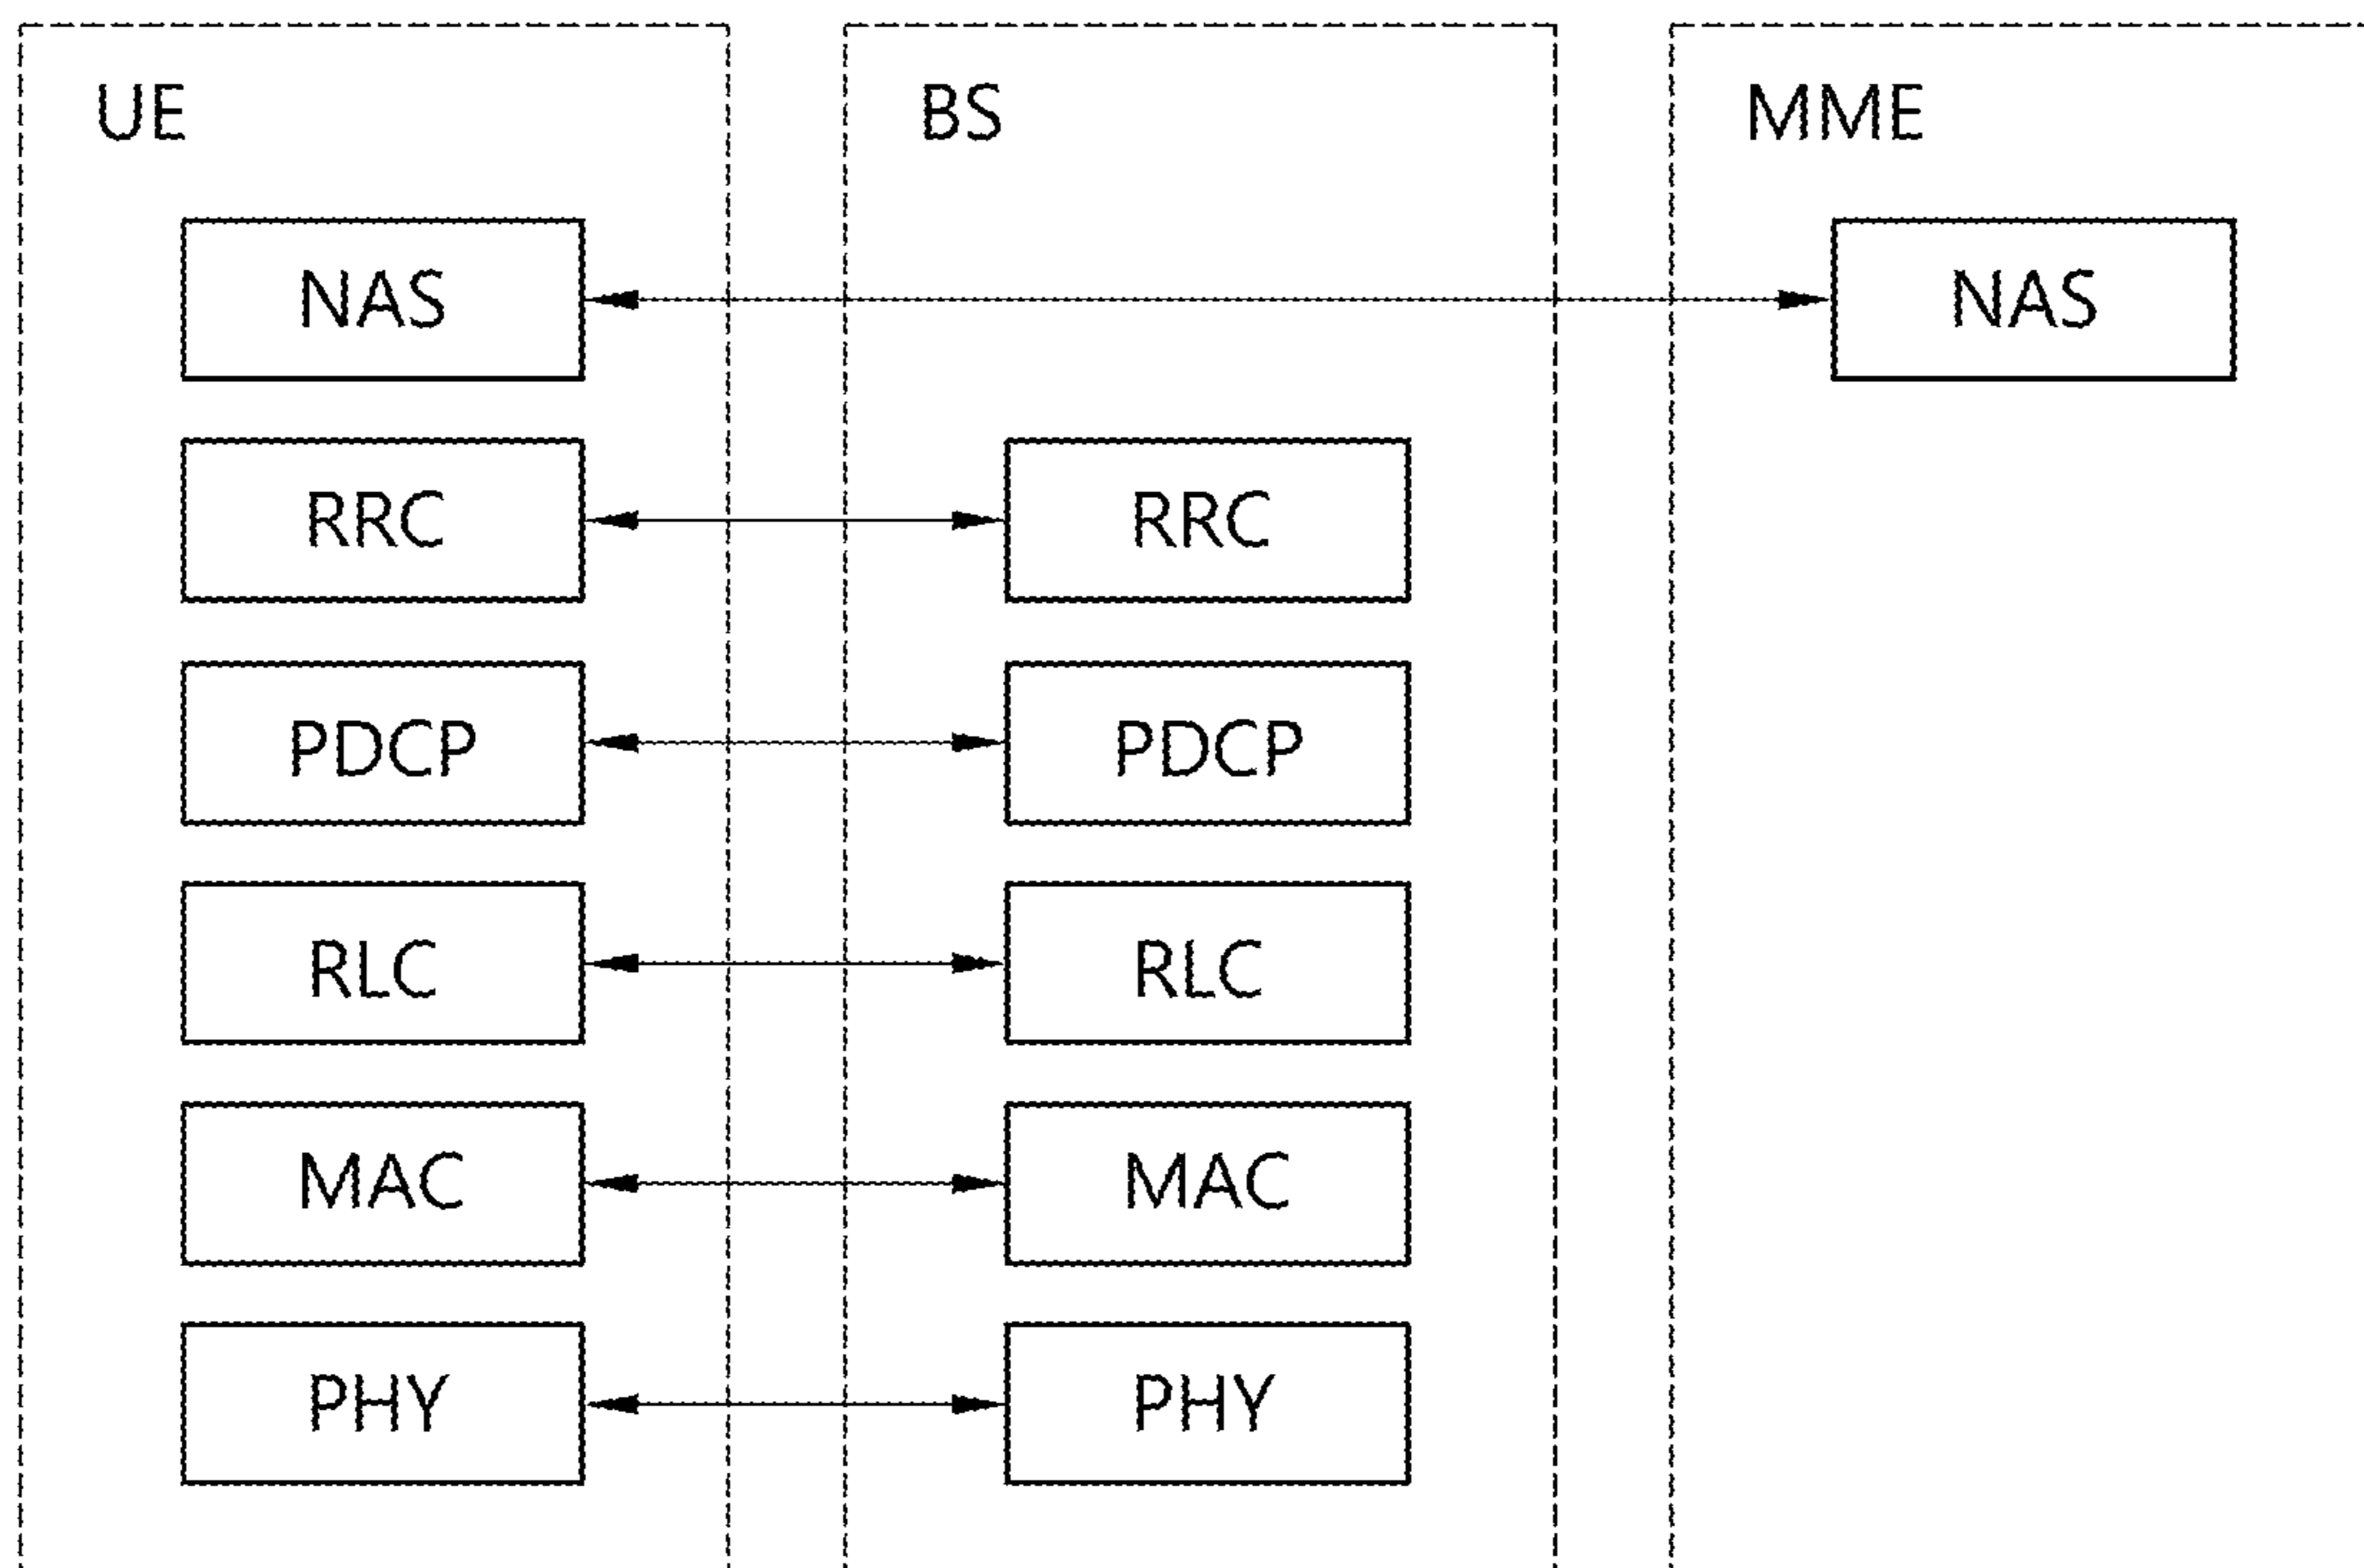 UE BS MME
NAS NAS
RRC RRC
PDCP PDCP
RLC RLC
MAC MAC
PHY PHY